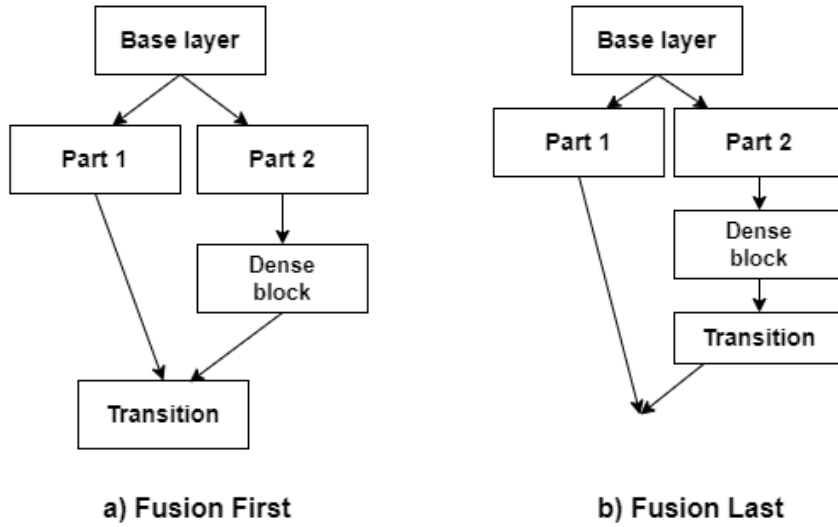 Base layer
Part 1
Part 2
Dense
block
Transition
a) Fusion First
Base layer
Part 1
Part 2
Dense
block
Transition
b) Fusion Last